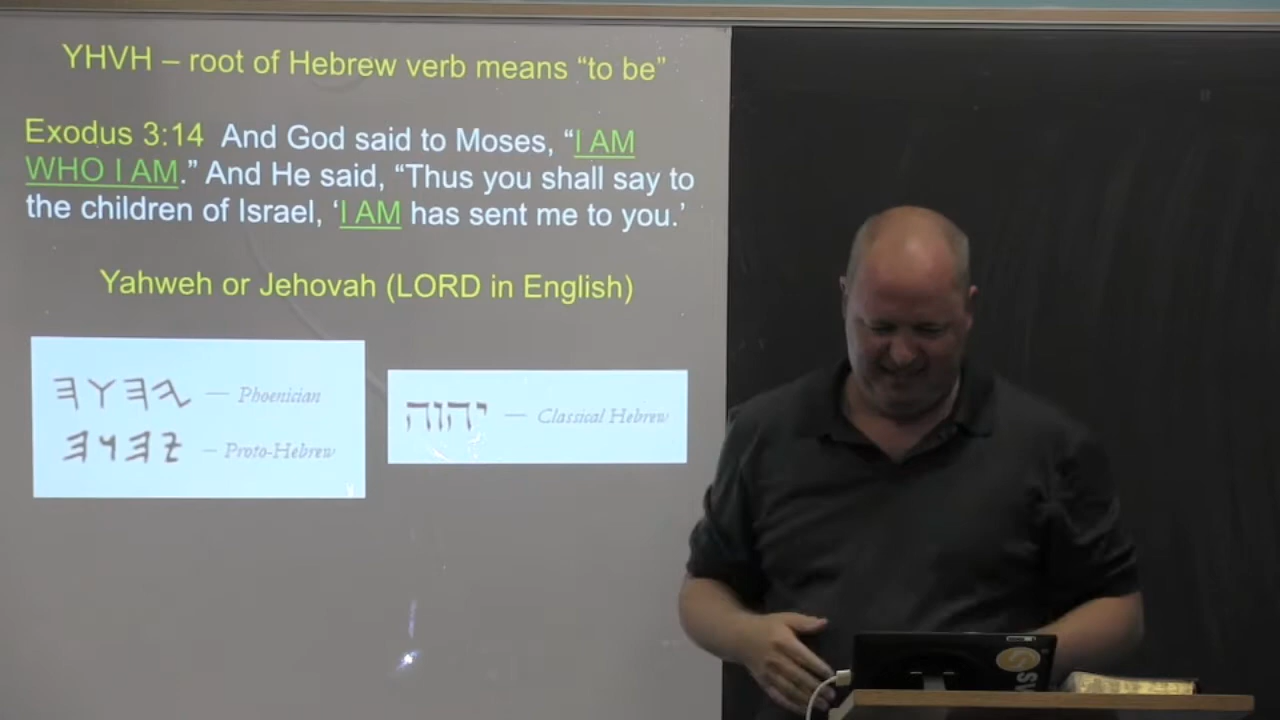 YHVH – root of Hebrew verb means “to be”
Exodus 3:14 And God said to Moses, “I AM
WHO I AM.” And He said, “Thus you shall say to
the children of Israel, ‘I AM has sent me to you.’
Yahweh or Jehovah (LORD in English)
𐤉𐤄𐤅𐤄 — Phoenician
𐤉𐤄𐤅𐤄 — Proto-Hebrew
יהוה — Classical Hebrew